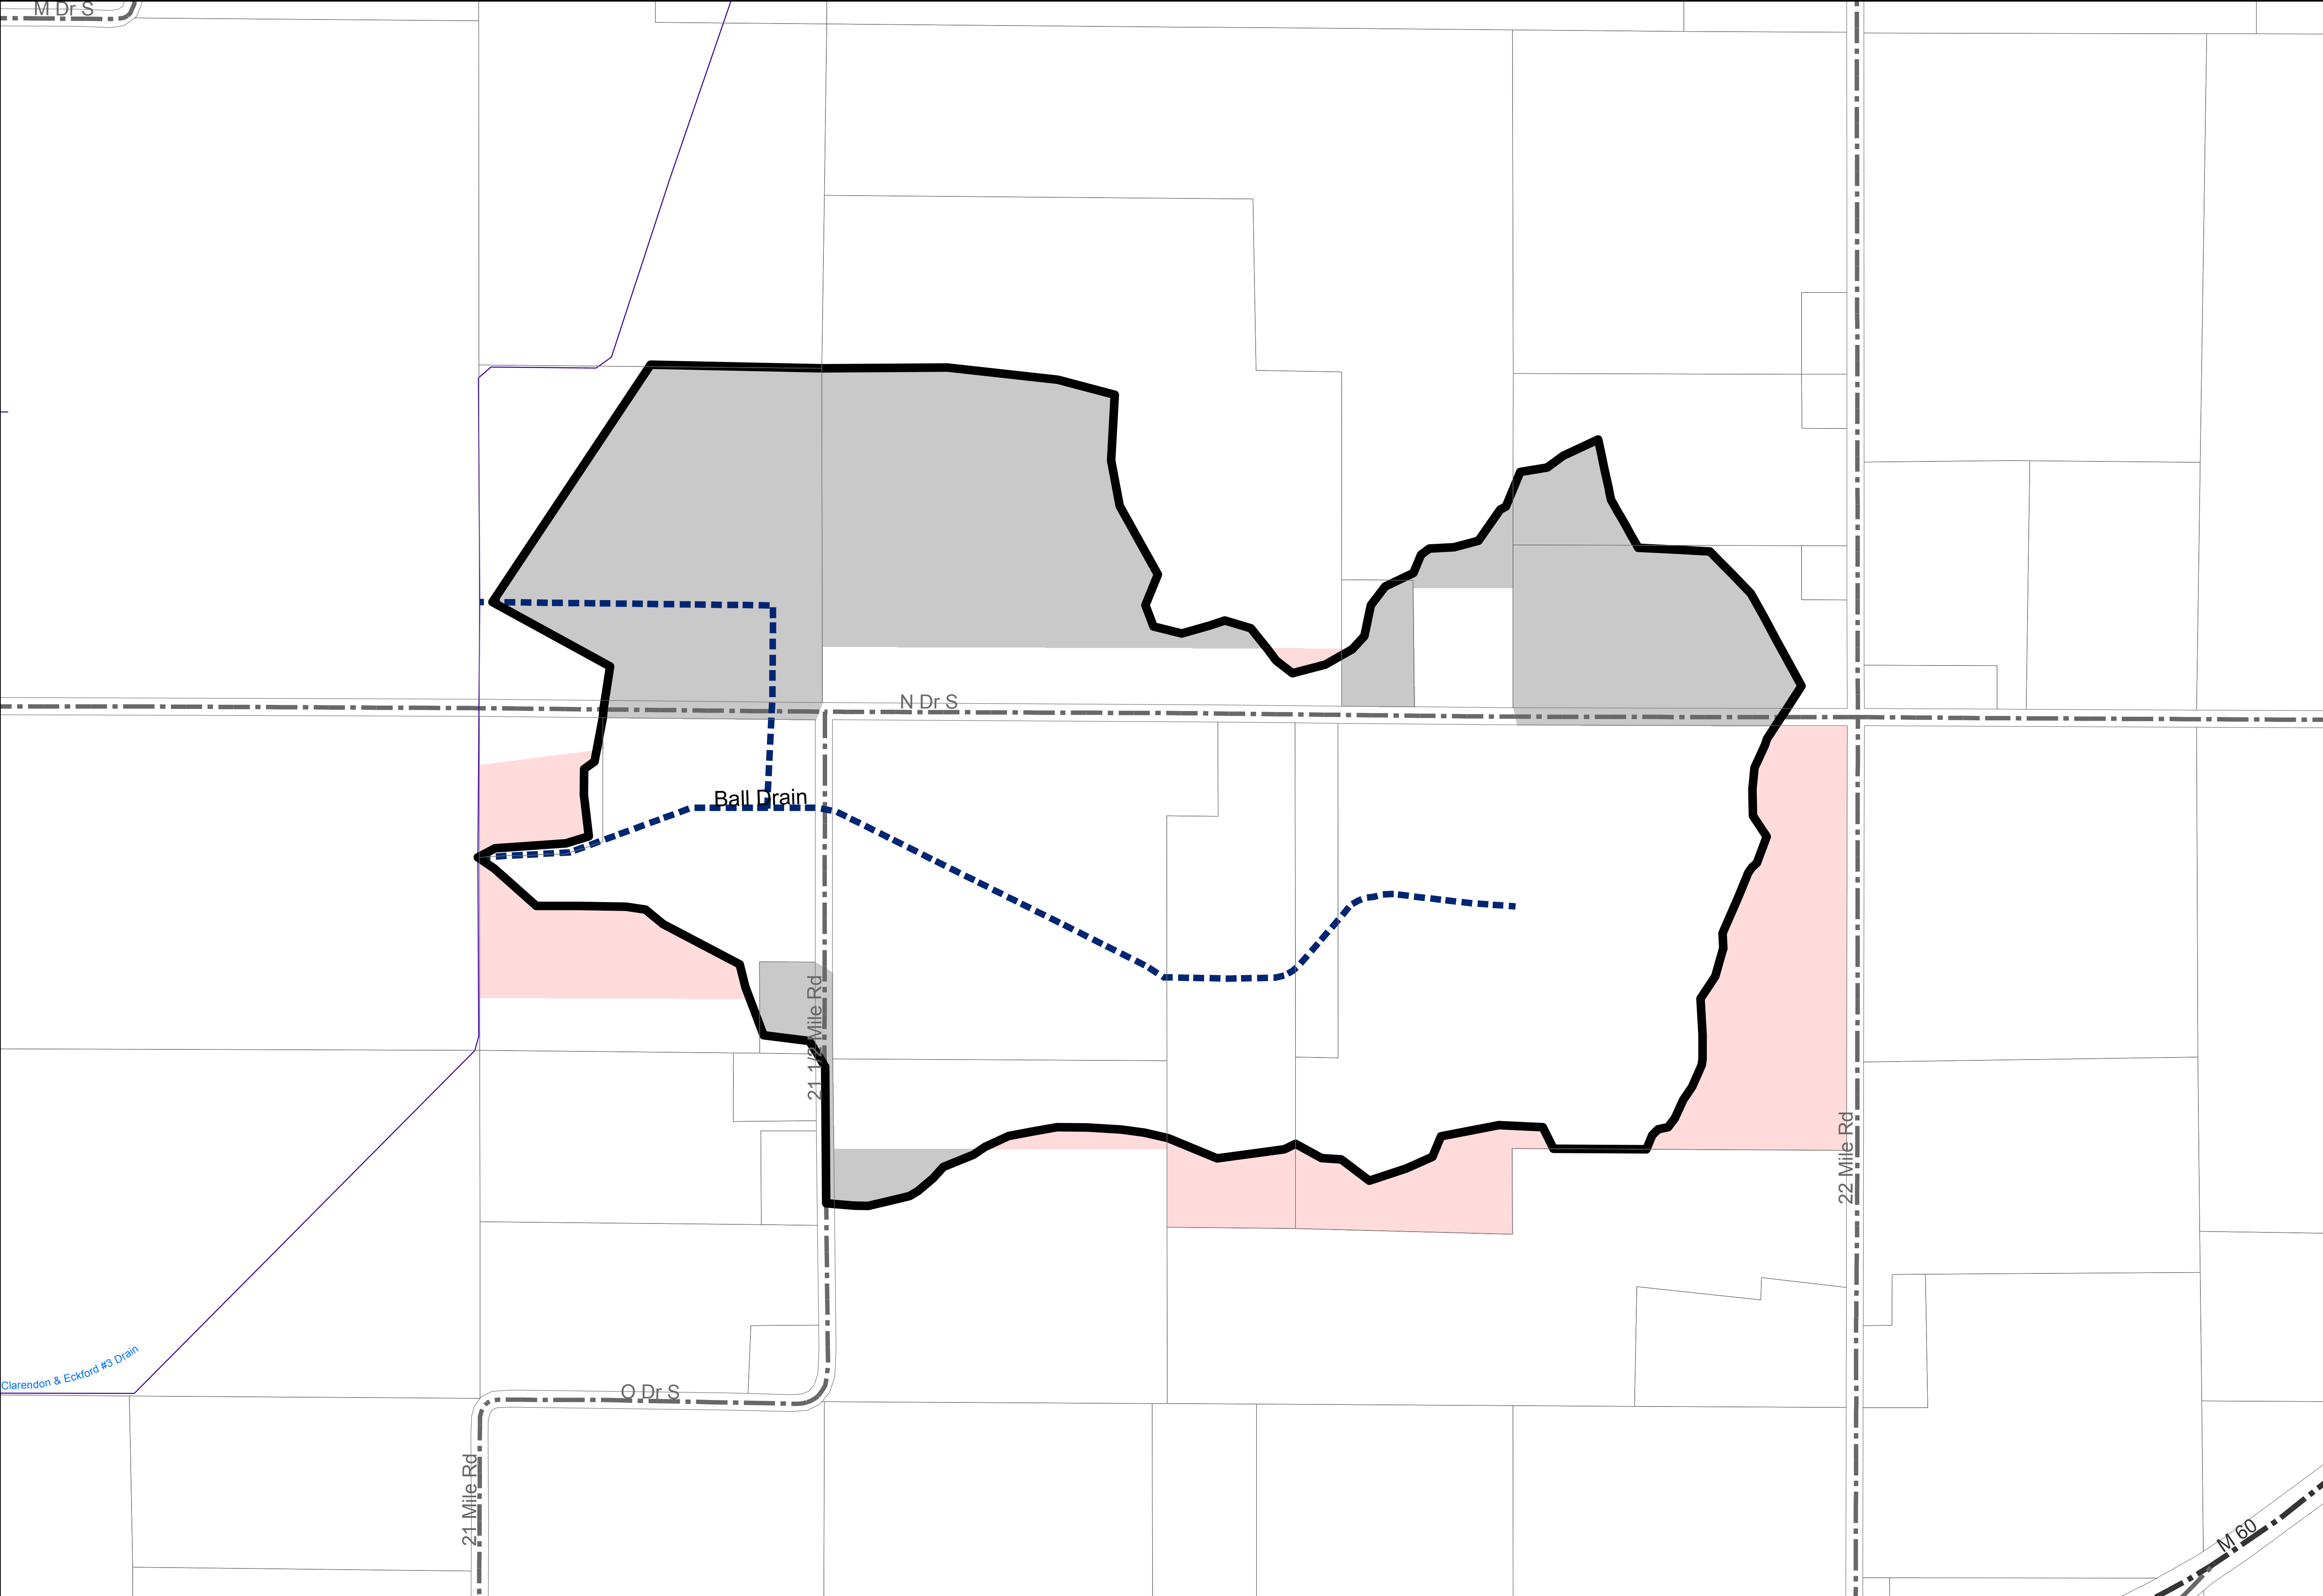 M Dr S
N Dr S
Ball Drain
21 1/2 Mile Rd
22 Mile Rd
Clarendon & Eckford #3 Drain
O Dr S
21 Mile Rd
M 60